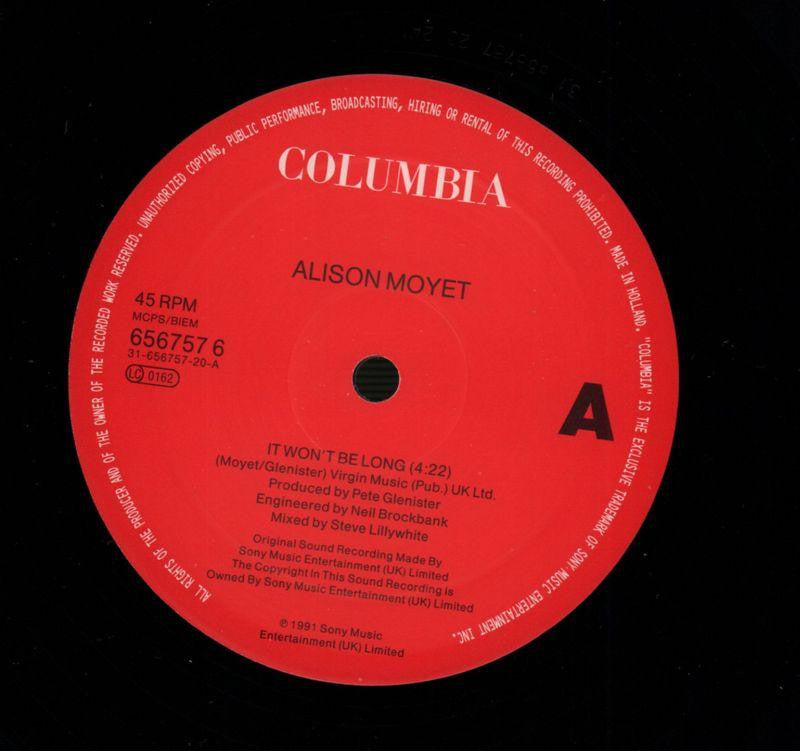 ALL RIGHTS OF THE PRODUCER AND OF THE OWNER OF THE RECORDED WORK RESERVED. UNAUTHORIZED COPYING, PUBLIC PERFORMANCE, BROADCASTING, HIRING OR RENTAL OF THIS RECORDING PROHIBITED. MADE IN HOLLAND. "COLUMBIA" IS THE EXCLUSIVE TRADEMARK OF SONY MUSIC ENTERTAINMENT INC.
COLUMBIA
ALISON MOYET
45 RPM
MCPS/BIEM
656757 6
31-656757-20-A
LC 0162
A
IT WON'T BE LONG (4:22)
(Moyet/Glenister) Virgin Music (Pub.) UK Ltd.
Produced by Pete Glenister
Engineered by Neil Brockbank
Mixed by Steve Lillywhite
Original Sound Recording Made By
Sony Music Entertainment (UK) Limited
The Copyright In This Sound Recording is
Owned By Sony Music Entertainment (UK) Limited
℗ 1991 Sony Music
Entertainment (UK) Limited